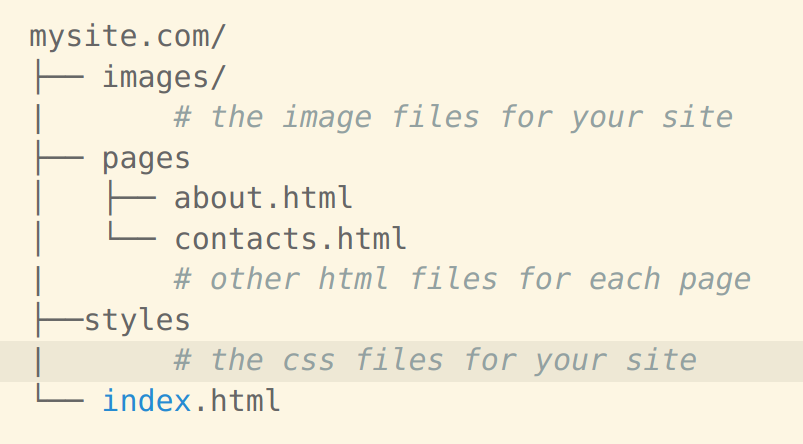 mysite.com/
├── images/
│       # the image files for your site
├── pages
│   ├── about.html
│   └── contacts.html
│       # other html files for each page
├──styles
│       # the css files for your site
└── index.html